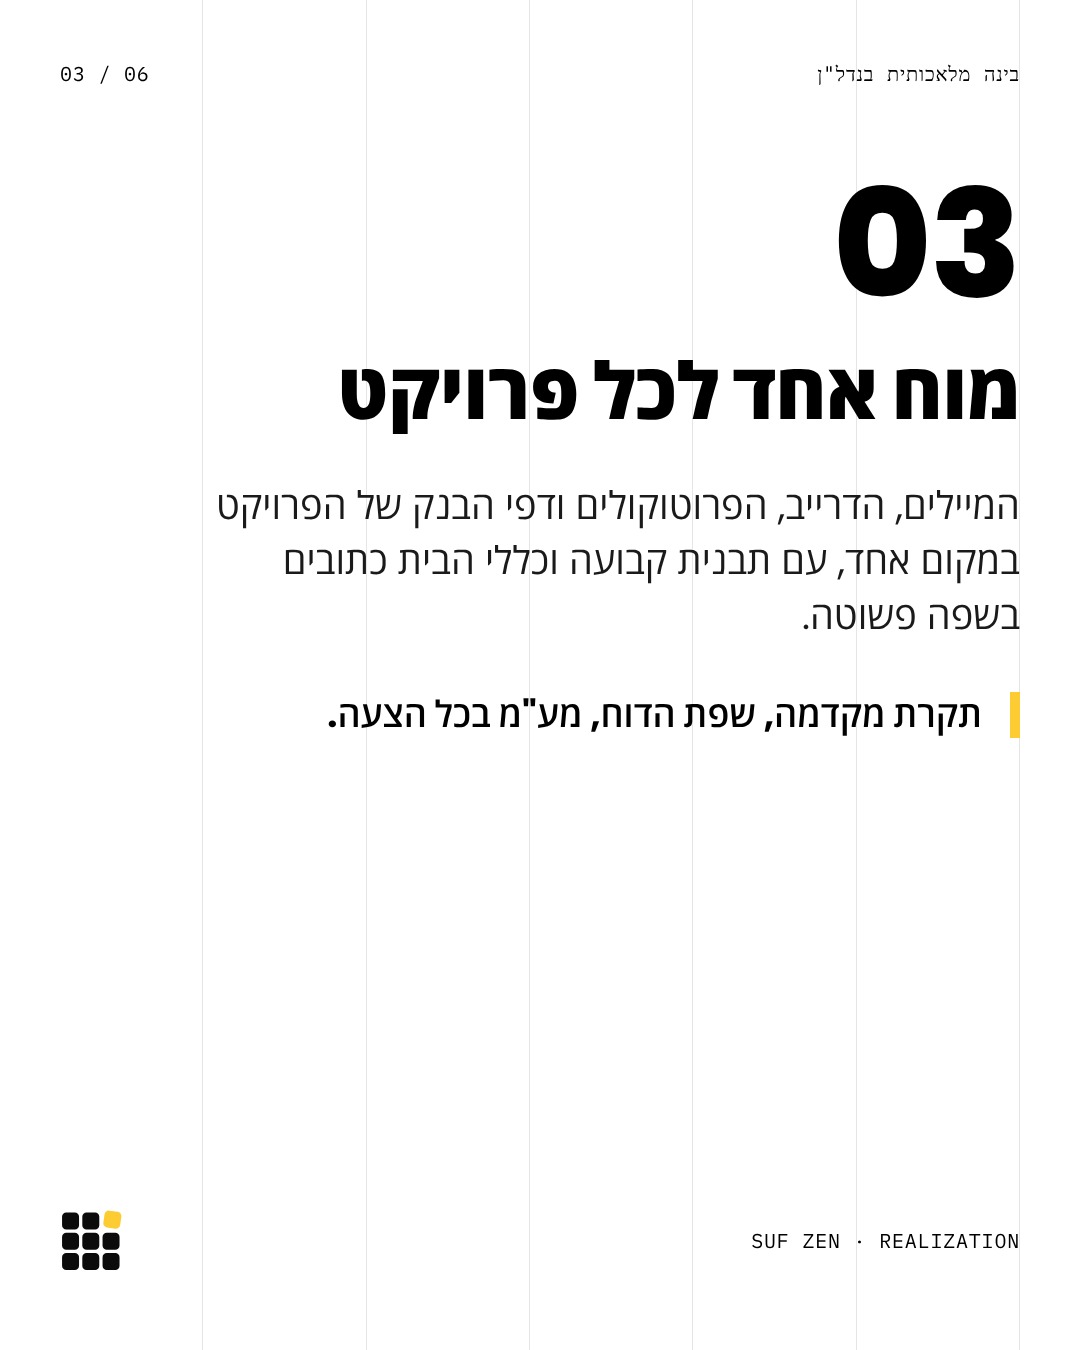 בינה מלאכותית בנדל"ן
03 / 06
03
מוח אחד לכל פרויקט
המיילים, הדרייב, הפרוטוקולים ודפי הבנק של הפרויקט
במקום אחד, עם תבנית קבועה וכללי הבית כתובים
בשפה פשוטה.
תקרת מקדמה, שפת הדוח, מע"מ בכל הצעה.
SUF ZEN · REALIZATION